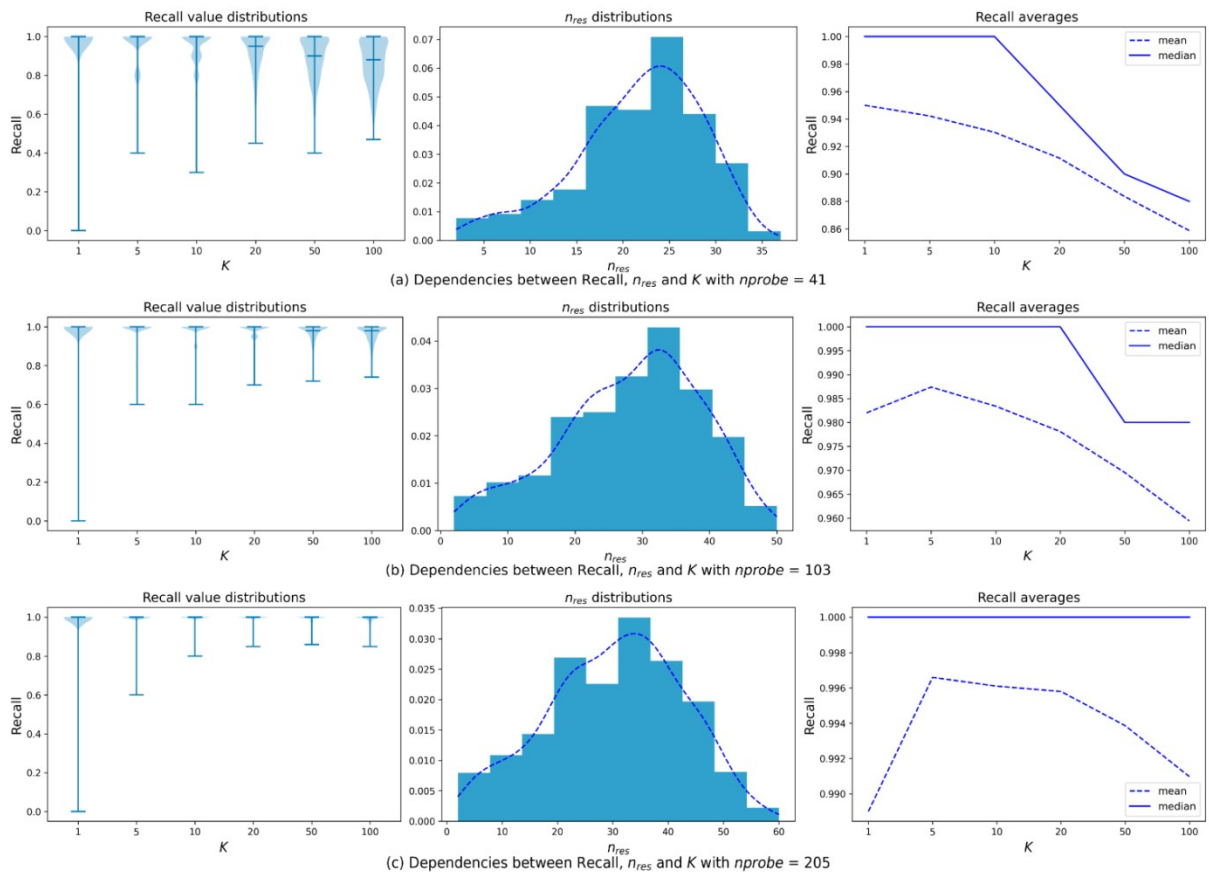 Recall value distributions
1.0
0.8
0.6
0.4
0.2
0.0
Recall
1 5 10 20 50 100
K
n_res distributions
0.07
0.06
0.05
0.04
0.03
0.02
0.01
0.00
5 10 15 20 25 30 35
n_res
Recall averages
mean
median
1.00
0.98
0.96
0.94
0.92
0.90
0.88
0.86
Recall
1 5 10 20 50 100
K
(a) Dependencies between Recall, n_res and K with nprobe = 41
Recall value distributions
1.0
0.8
0.6
0.4
0.2
0.0
Recall
1 5 10 20 50 100
K
n_res distributions
0.04
0.03
0.02
0.01
0.00
0 10 20 30 40 50
n_res
Recall averages
mean
median
1.000
0.995
0.990
0.985
0.980
0.975
0.970
0.965
0.960
Recall
1 5 10 20 50 100
K
(b) Dependencies between Recall, n_res and K with nprobe = 103
Recall value distributions
1.0
0.8
0.6
0.4
0.2
0.0
Recall
1 5 10 20 50 100
K
n_res distributions
0.035
0.030
0.025
0.020
0.015
0.010
0.005
0.000
0 10 20 30 40 50 60
n_res
Recall averages
1.000
0.998
0.996
0.994
0.992
0.990
Recall
mean
median
1 5 10 20 50 100
K
(c) Dependencies between Recall, n_res and K with nprobe = 205